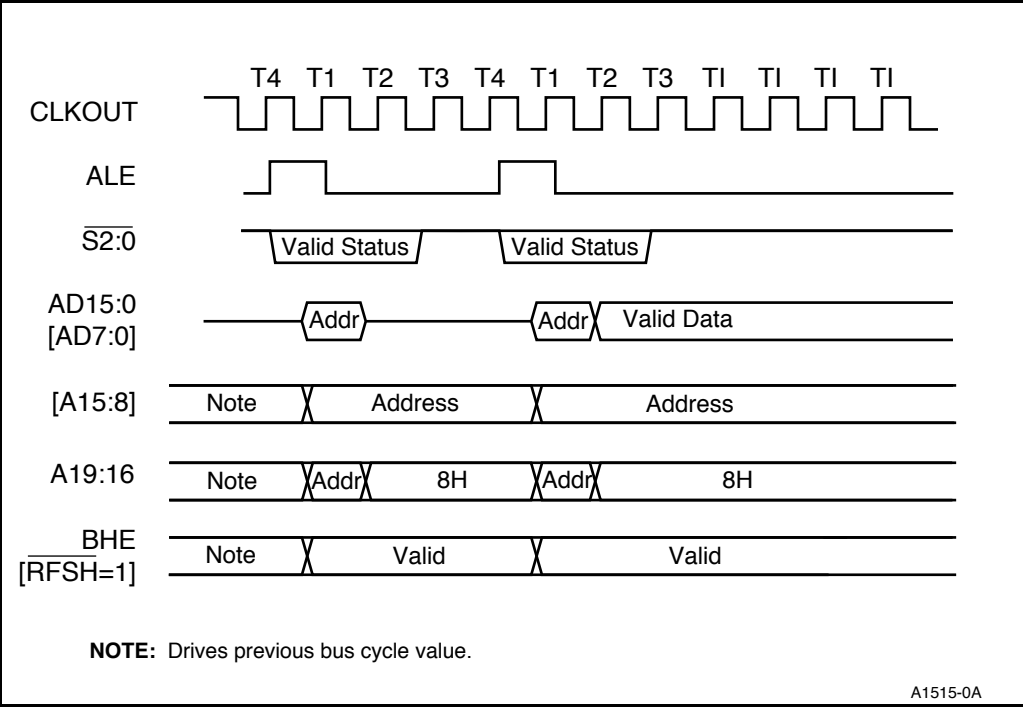 T4 T1 T2 T3 T4 T1 T2 T3 TI TI TI TI
CLKOUT
ALE
S2:0
Valid Status Valid Status
AD15:0
[AD7:0]
Addr Addr Valid Data
[A15:8]
Note Address Address
A19:16
Note Addr 8H Addr 8H
BHE
[RFSH=1]
Note Valid Valid
NOTE: Drives previous bus cycle value.
A1515-0A